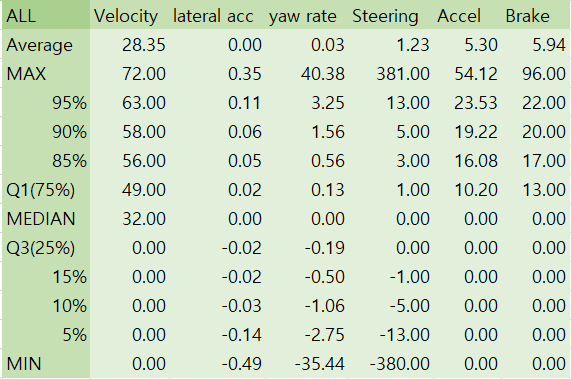 ALL Velocity lateral acc yaw rate Steering Accel Brake
Average 28.35 0.00 0.03 1.23 5.30 5.94
MAX 72.00 0.35 40.38 381.00 54.12 96.00
95% 63.00 0.11 3.25 13.00 23.53 22.00
90% 58.00 0.06 1.56 5.00 19.22 20.00
85% 56.00 0.05 0.56 3.00 16.08 17.00
Q1(75%) 49.00 0.02 0.13 1.00 10.20 13.00
MEDIAN 32.00 0.00 0.00 0.00 0.00 0.00
Q3(25%) 0.00 -0.02 -0.19 0.00 0.00 0.00
15% 0.00 -0.02 -0.50 -1.00 0.00 0.00
10% 0.00 -0.03 -1.06 -5.00 0.00 0.00
5% 0.00 -0.14 -2.75 -13.00 0.00 0.00
MIN 0.00 -0.49 -35.44 -380.00 0.00 0.00